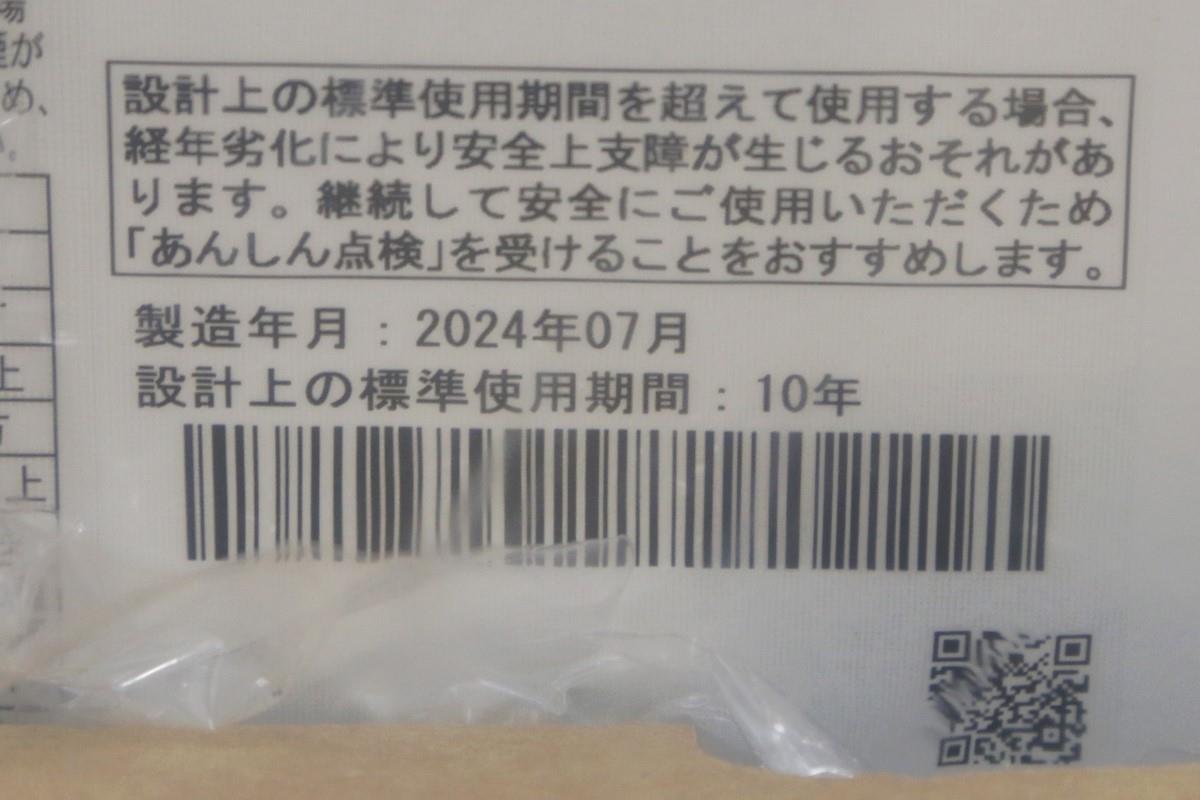 設計上の標準使用期間を超えて使用する場合、
経年劣化により安全上支障が生じるおそれがあ
ります。継続して安全にご使用いただくため
「あんしん点検」を受けることをおすすめします。
製造年月：2024年07月
設計上の標準使用期間：10年
が
め、
上
上